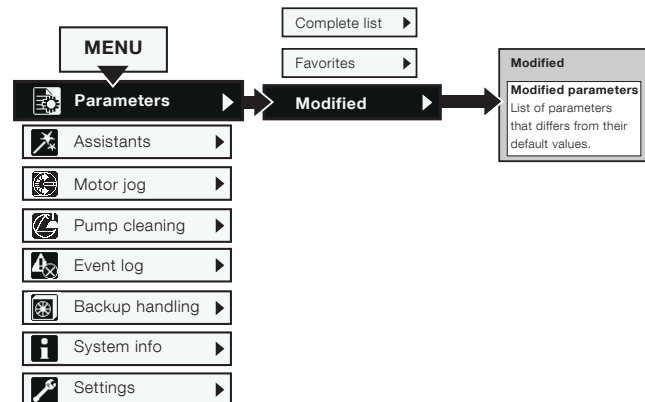 MENU
Parameters
Assistants
Motor jog
Pump cleaning
Event log
Backup handling
System info
Settings
Complete list
Favorites
Modified
Modified
Modified parameters
List of parameters
that differs from their
default values.